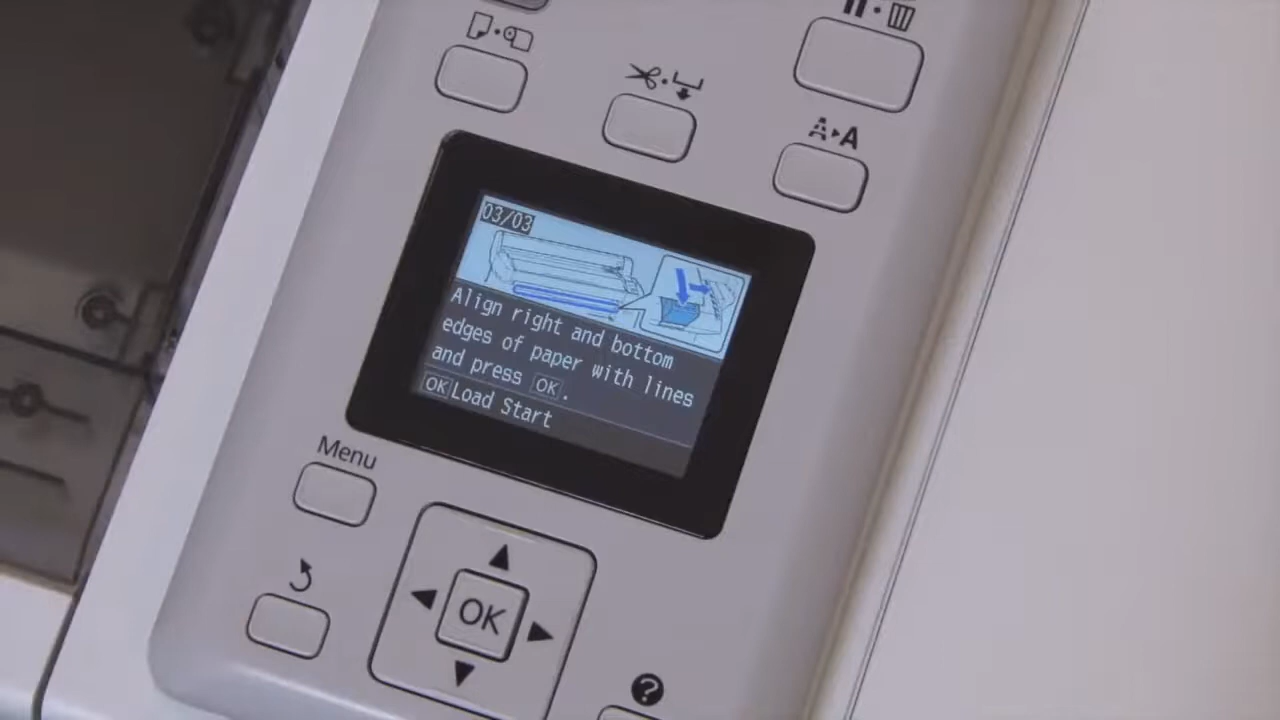 A▸A
03/03
Align right and bottom
edges of paper with lines
and press OK.
OK Load Start
Menu
OK
?